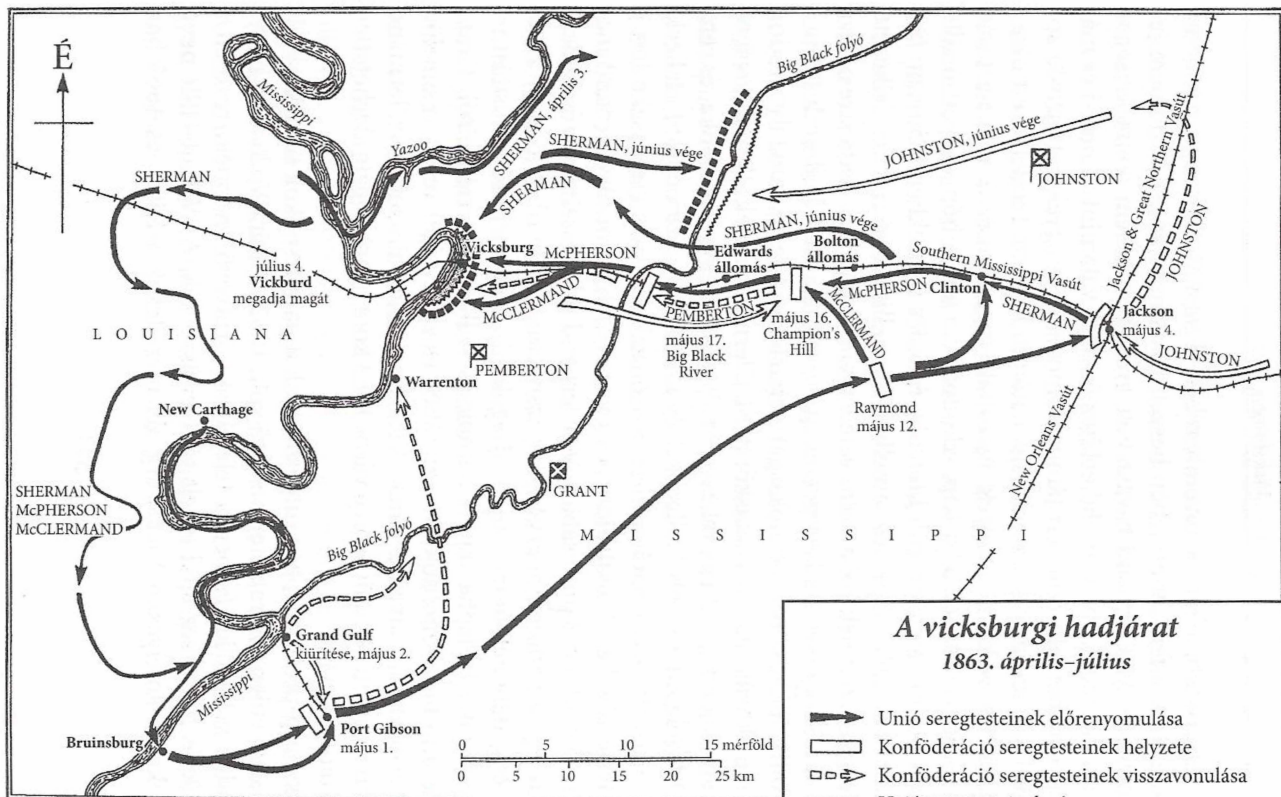 É
Mississippi
Yazoo
SHERMAN, április 3.
Big Black folyó
SHERMAN
SHERMAN, június vége
SHERMAN
JOHNSTON, június vége
JOHNSTON
Jackson & Great Northern Vasút
JOHNSTON
SHERMAN, június vége
július 4.
Vickburd
megadja magát
Vicksburg
McPHERSON
McCLERMAND
Edwards
állomás
Bolton
állomás
Southern Mississippi Vasút
McPHERSON
Clinton
SHERMAN
PEMBERTON
McCLERMAND
május 16.
Champion's
Hill
május 17.
Big Black
River
Jackson
május 4.
JOHNSTON
LOUISIANA
PEMBERTON
Warrenton
Raymond
május 12.
New Carthage
New Orleans Vasút
GRANT
SHERMAN
McPHERSON
McCLERMAND
MISSISSIPPI
Big Black folyó
Grand Gulf
kiürítése, május 2.
Mississippi
Bruinsburg
Port Gibson
május 1.
0 5 10 15 mérföld
0 5 10 15 20 25 km
A vicksburgi hadjárat
1863. április–július
Unió seregtesteinek előrenyomulása
Konföderáció seregtesteinek helyzete
Konföderáció seregtesteinek visszavonulása